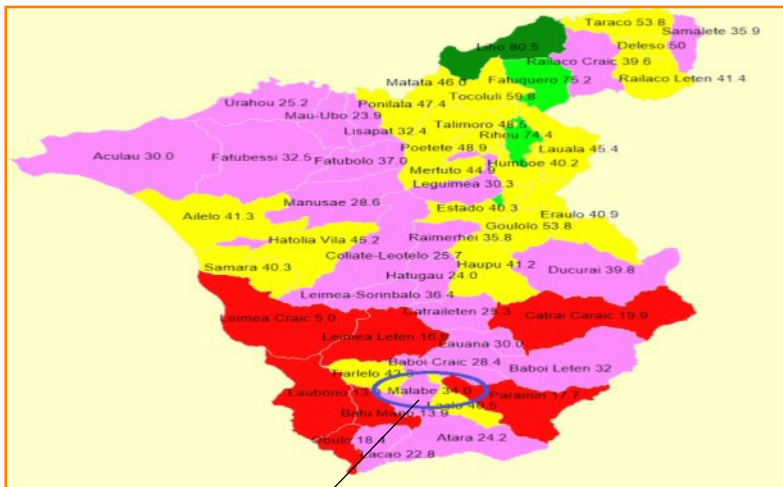 Taraco 53.8
Samalete 35.9
Liho 80.5
Deleso 50
Railaco Craic 39.6
Fatuquero 75.2
Railaco Leten 41.4
Matata 46.0
Tocoluli 59.8
Urahou 25.2
Ponilala 47.4
Mau-Ubo 23.9
Talimoro 48.5
Lisapat 32.4
Rihou 74.4
Poetete 48.9
Lauala 45.4
Aculau 30.0
Fatubessi 32.5
Fatubolo 37.0
Humboe 40.2
Mertuto 44.9
Leguimea 30.3
Manusae 28.6
Estado 40.3
Ailelo 41.3
Eraulo 40.9
Goulolo 53.8
Hatolia Vila 45.2
Raimerhei 35.8
Coliate-Leotelo 25.7
Haupu 41.2
Samara 40.3
Ducurai 39.8
Hatugau 24.0
Leimea-Sorinbalo 36.4
Catraileten 25.3
Leimea-Craic 5.0
Catrai Caraic 19.9
Leimea Leten
Lauana 30.0
Baboi Craic 28.4
Baboi Leten 32
Malabe 34.0
Laubono
Paramin 17.7
Batu Mano 13.9
Obulo 18.4
Atara 24.2
Lacao 22.8